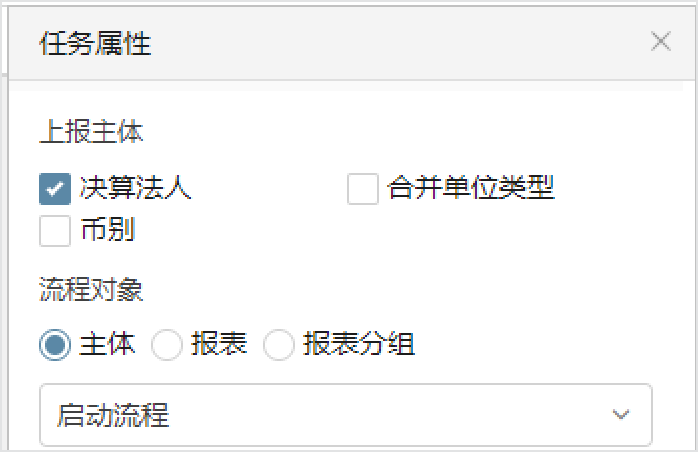 任务属性
上报主体
决算法人 合并单位类型
币别
流程对象
主体 报表 报表分组
启动流程